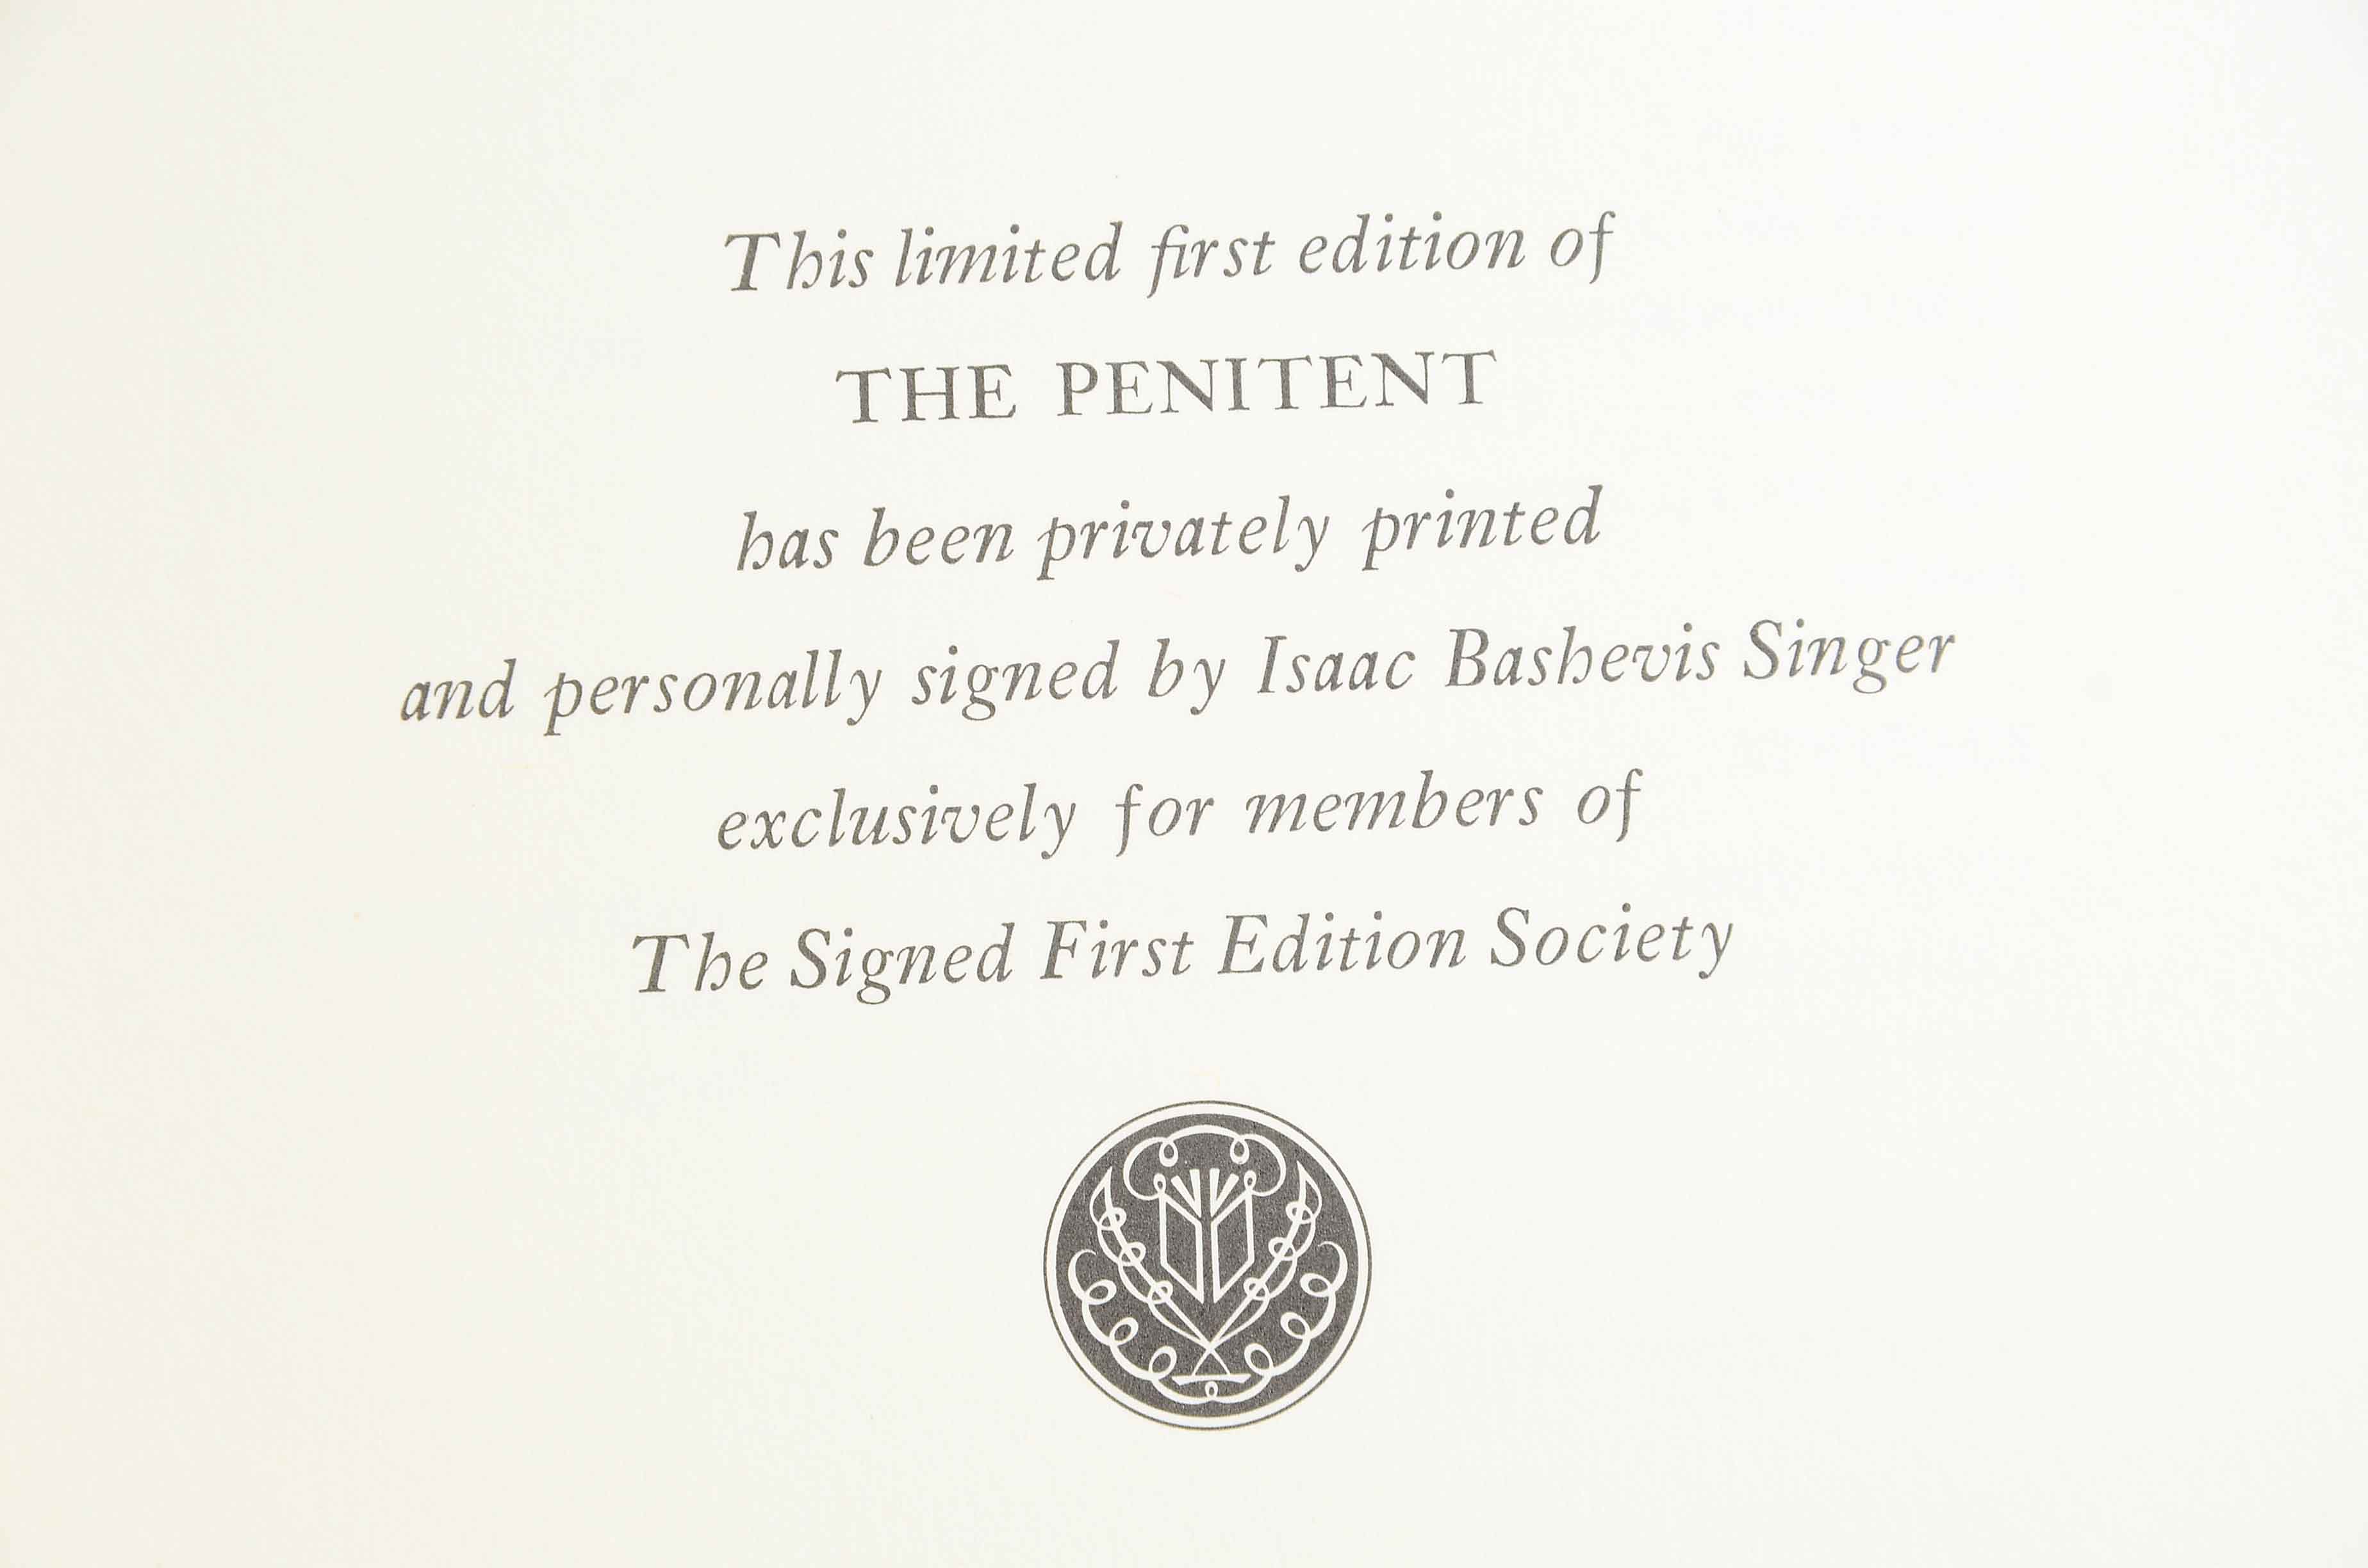 This limited first edition of
THE PENITENT
has been privately printed
and personally signed by Isaac Bashevis Singer
exclusively for members of
The Signed First Edition Society